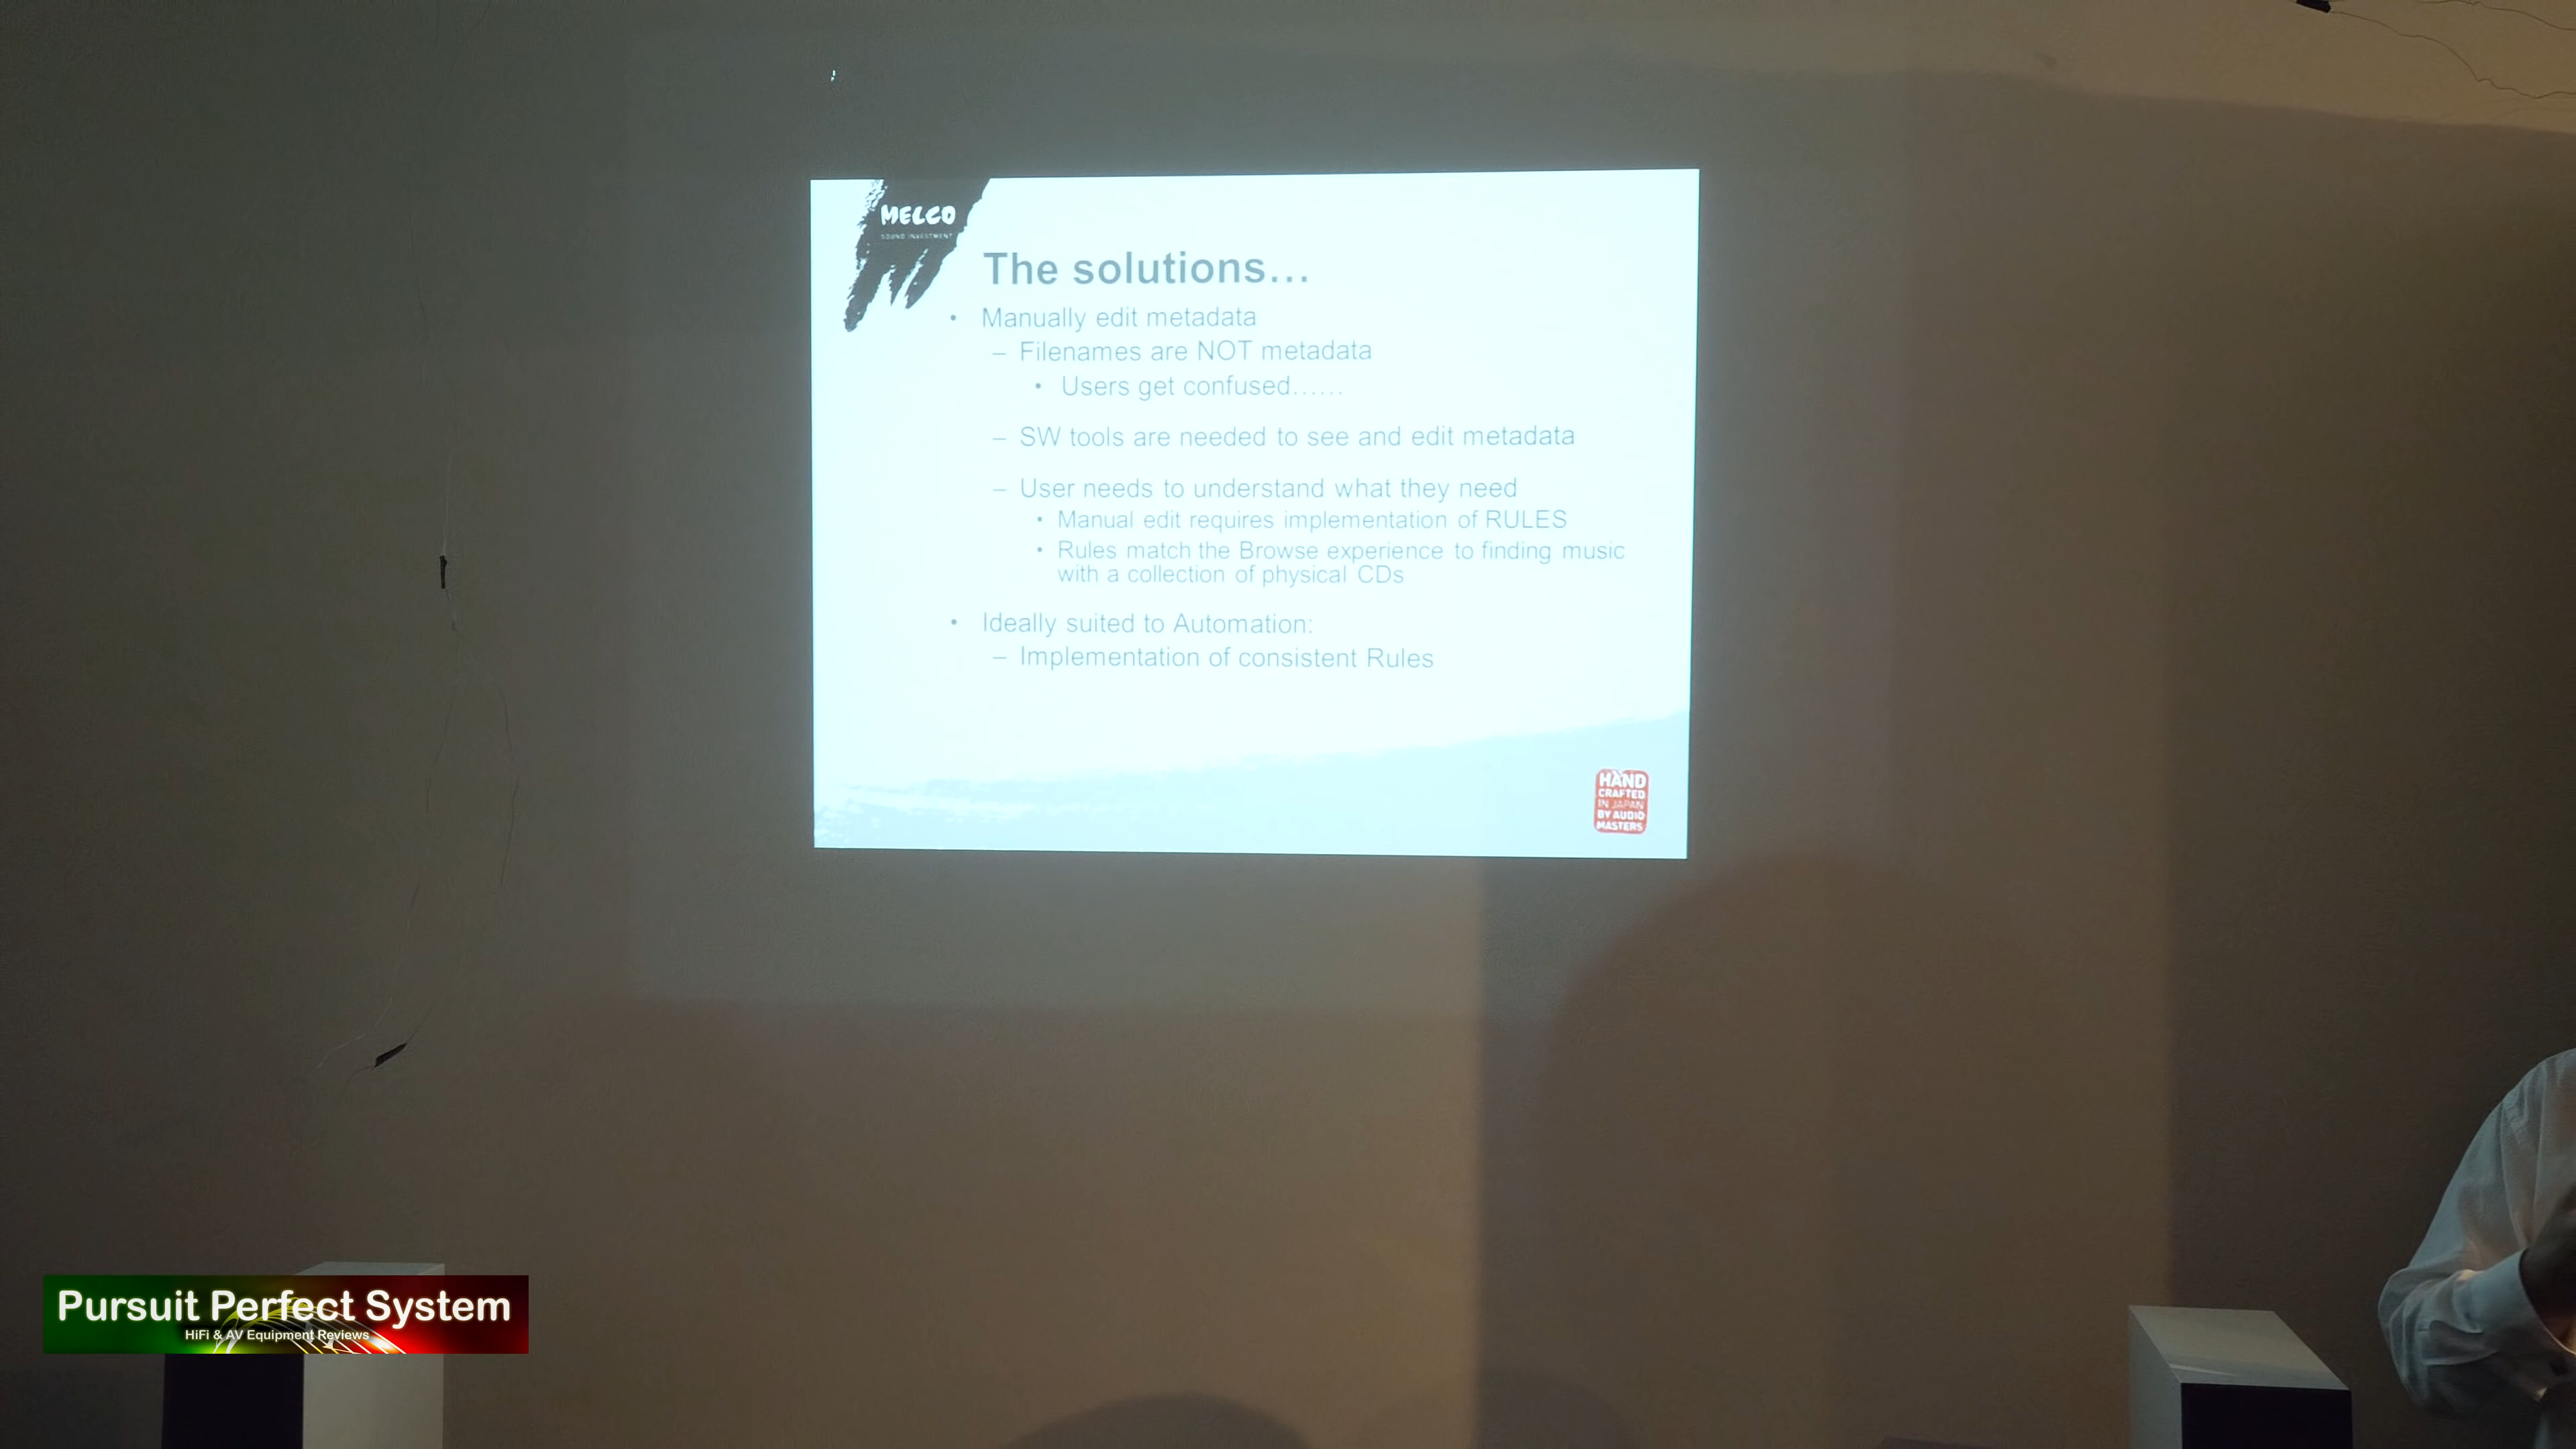 MELCO
SOUND INVESTMENT
The solutions...
• Manually edit metadata
– Filenames are NOT metadata
• Users get confused......
– SW tools are needed to see and edit metadata
– User needs to understand what they need
• Manual edit requires implementation of RULES
• Rules match the Browse experience to finding music
with a collection of physical CDs
• Ideally suited to Automation:
– Implementation of consistent Rules
HAND
CRAFTED
IN JAPAN
BY AUDIO
MASTERS
Pursuit Perfect System
HiFi & AV Equipment Reviews